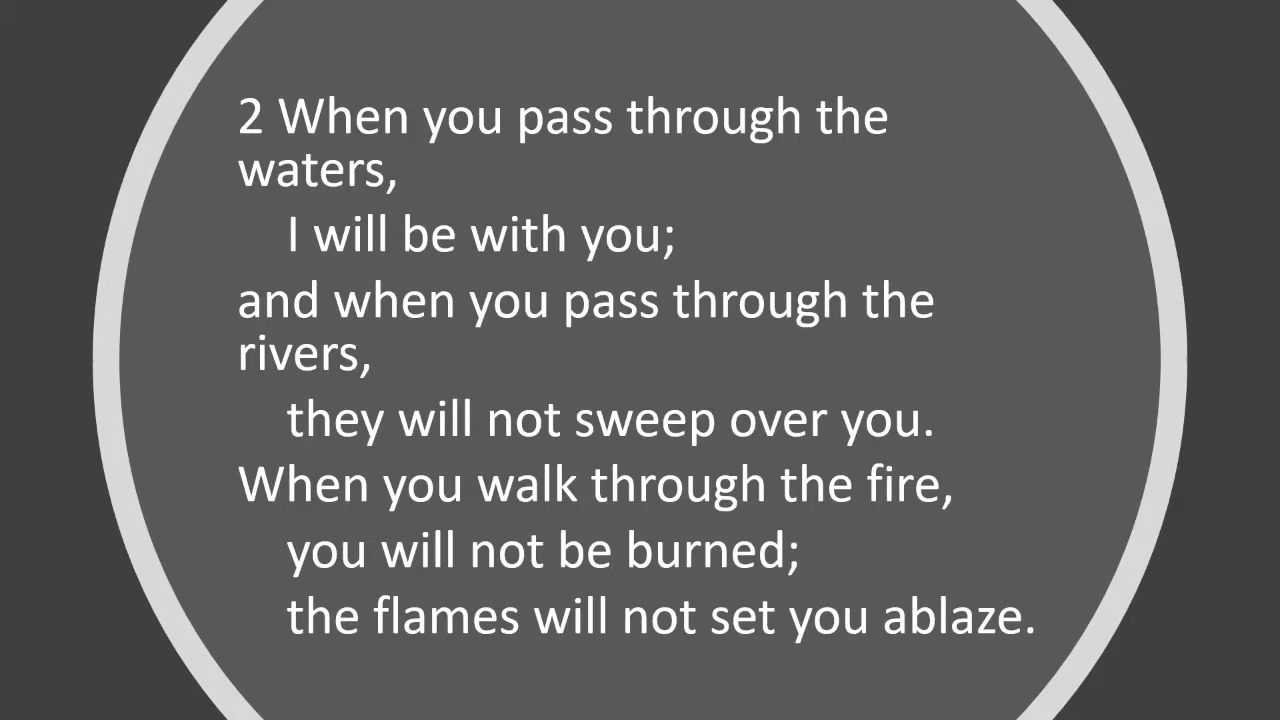 2 When you pass through the
waters,
I will be with you;
and when you pass through the
rivers,
they will not sweep over you.
When you walk through the fire,
you will not be burned;
the flames will not set you ablaze.